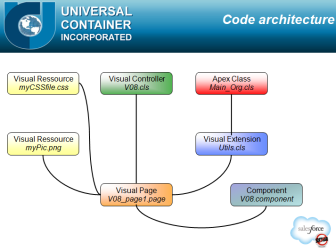 UNIVERSAL
CONTAINER
INCORPORATED
Code architecture
Visual Ressource
myCSSfile.css
Visual Controller
V08.cls
Apex Class
Main_Org.cls
Visual Ressource
myPic.png
Visual Extension
Utils.cls
Visual Page
V08_page1.page
Component
V08.component
salesforce